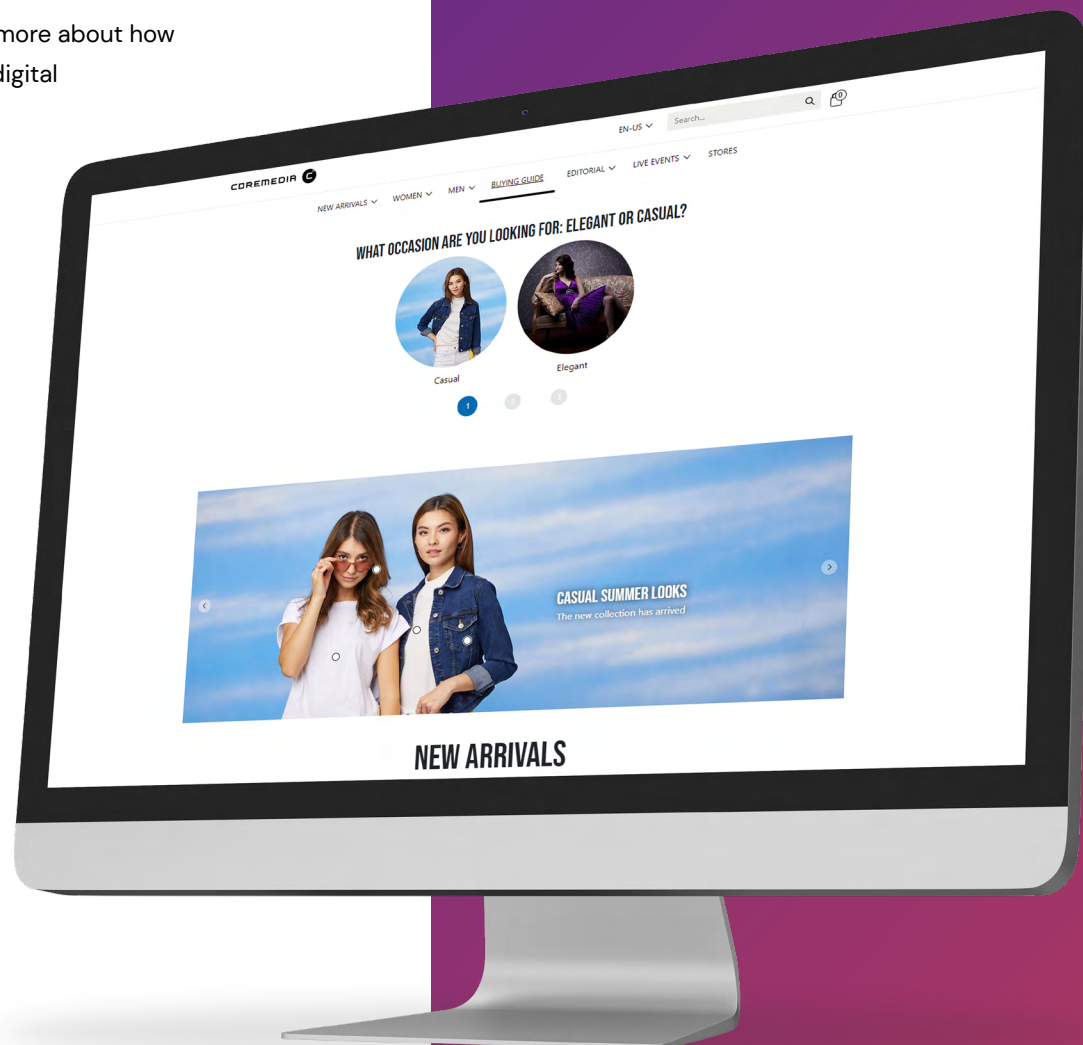 more about how
digital
EN-US
Search...
0
COREMEDIA C
NEW ARRIVALS WOMEN MEN BUYING GUIDE EDITORIAL LIVE EVENTS STORES
WHAT OCCASION ARE YOU LOOKING FOR: ELEGANT OR CASUAL?
Casual
Elegant
1 2 3
CASUAL SUMMER LOOKS
The new collection has arrived
NEW ARRIVALS